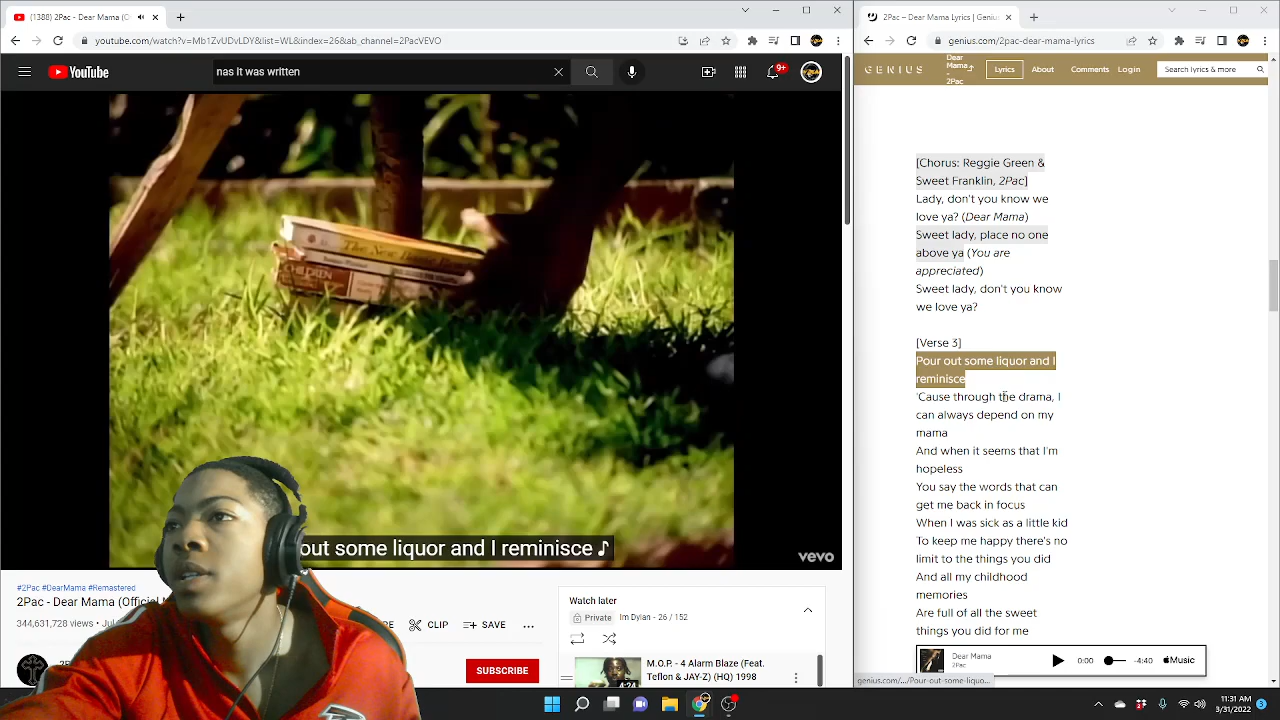 (1388) 2Pac - Dear Mama (O
youtube.com/watch?v=Mb1ZvUDvLDY&list=WL&index=26&ab_channel=2PacVEVO
YouTube
nas it was written
9+
CHILDREN
out some liquor and I reminisce ♪
vevo
#2Pac #DearMama #Remastered
2Pac - Dear Mama (Official
344,631,728 views
CLIP
SAVE
SUBSCRIBE
Watch later
Private
Im Dylan - 26 / 152
M.O.P. - 4 Alarm Blaze (Feat.
Teflon & JAY-Z) (HQ) 1998
2Pac – Dear Mama Lyrics | Genius
genius.com/2pac-dear-mama-lyrics
GENIUS
Dear
Mama
-
2Pac
Lyrics
About
Comments
Login
Search lyrics & more
[Chorus: Reggie Green &
Sweet Franklin, 2Pac]
Lady, don't you know we
love ya? (Dear Mama)
Sweet lady, place no one
above ya (You are
appreciated)
Sweet lady, don't you know
we love ya?
[Verse 3]
Pour out some liquor and I
reminisce
'Cause through the drama, I
can always depend on my
mama
And when it seems that I'm
hopeless
You say the words that can
get me back in focus
When I was sick as a little kid
To keep me happy there's no
limit to the things you did
And all my childhood
memories
Are full of all the sweet
things you did for me
Dear Mama
2Pac
0:00
-4:40
Music
genius.com/.../Pour-out-some-liquo...
11:31 AM
3/31/2022
3